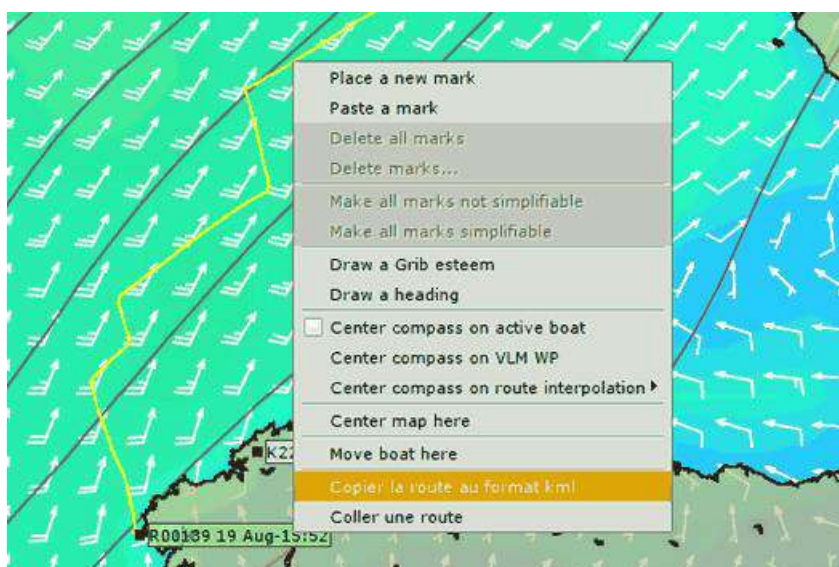 Place a new mark
Paste a mark
Delete all marks
Delete marks...
Make all marks not simplifiable
Make all marks simplifiable
Draw a Grib esteem
Draw a heading
Center compass on active boat
Center compass on VLM WP
Center compass on route interpolation
Center map here
K22
Move boat here
Copier la route au format kml
Coller une route
R00139 19 Aug-15:52